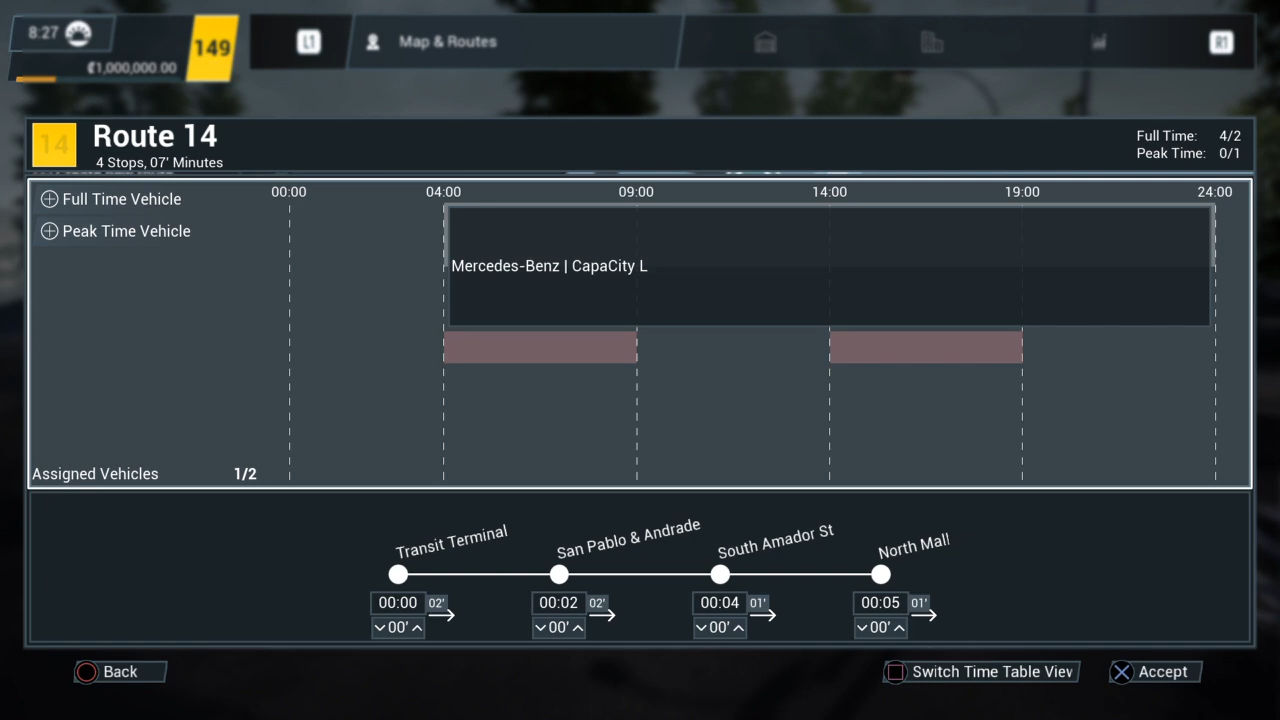 8:27
149
₡1,000,000.00
L1
Map & Routes
R1
14
Route 14
4 Stops, 07' Minutes
Full Time: 4/2
Peak Time: 0/1
Full Time Vehicle
Peak Time Vehicle
00:00 04:00 09:00 14:00 19:00 24:00
Mercedes-Benz | CapaCity L
Assigned Vehicles 1/2
Transit Terminal
San Pablo & Andrade
South Amador St
North Mall
00:00 02' 00:02 02' 00:04 01' 00:05 01'
00' 00' 00' 00'
Back
Switch Time Table View
Accept